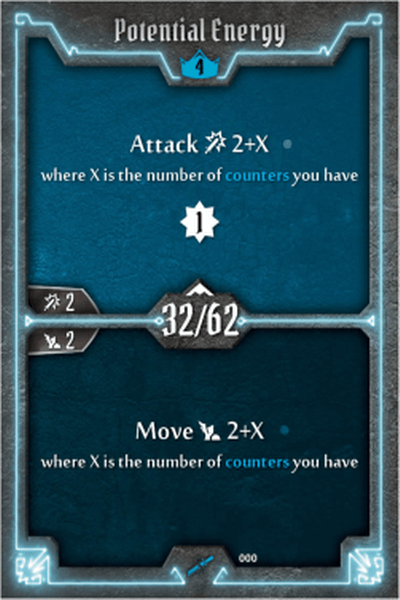 Potential Energy
4
Attack 2+X
where X is the number of counters you have
1
2
32/62
2
Move 2+X
where X is the number of counters you have
000